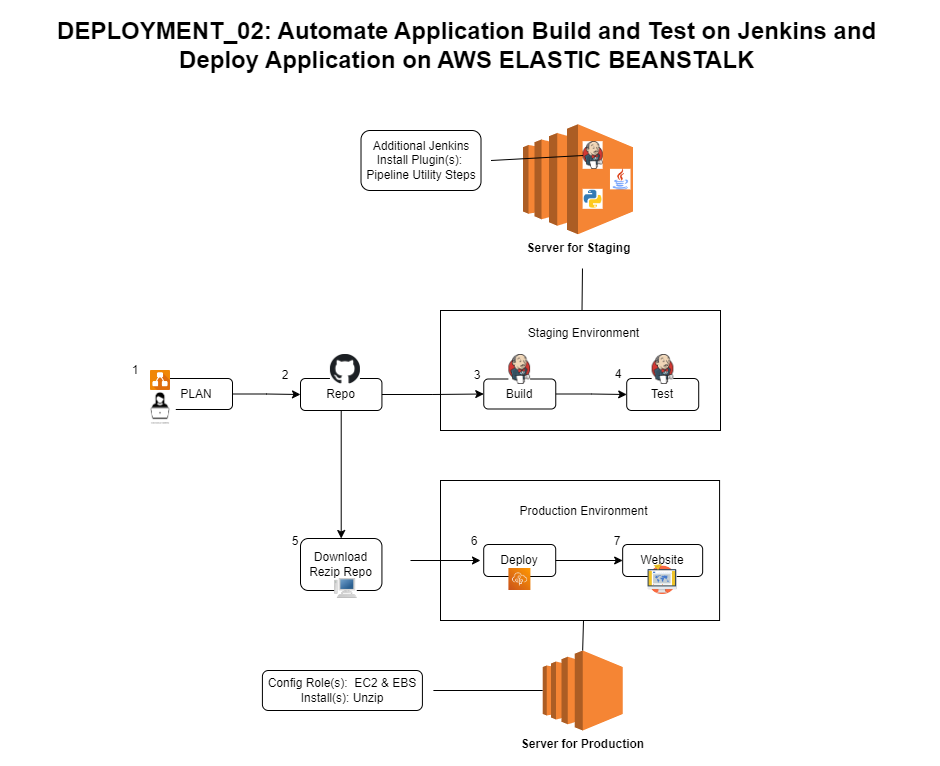 DEPLOYMENT_02: Automate Application Build and Test on Jenkins and
Deploy Application on AWS ELASTIC BEANSTALK
Additional Jenkins
Install Plugin(s):
Pipeline Utility Steps
Server for Staging
Staging Environment
1
PLAN
2
Repo
3
Build
4
Test
Production Environment
5
Download
Rezip Repo
6
Deploy
7
Website
Config Role(s): EC2 & EBS
Install(s): Unzip
Server for Production